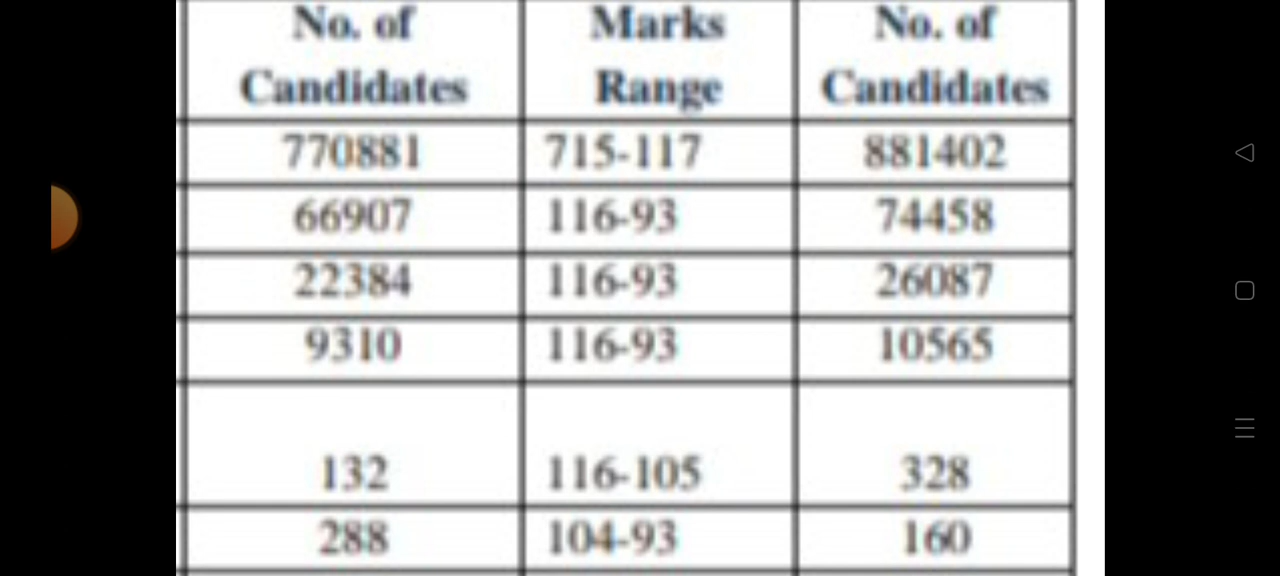 No. of Marks No. of
Candidates Range Candidates
770881 715-117 881402
66907 116-93 74458
22384 116-93 26087
9310 116-93 10565
132 116-105 328
288 104-93 160